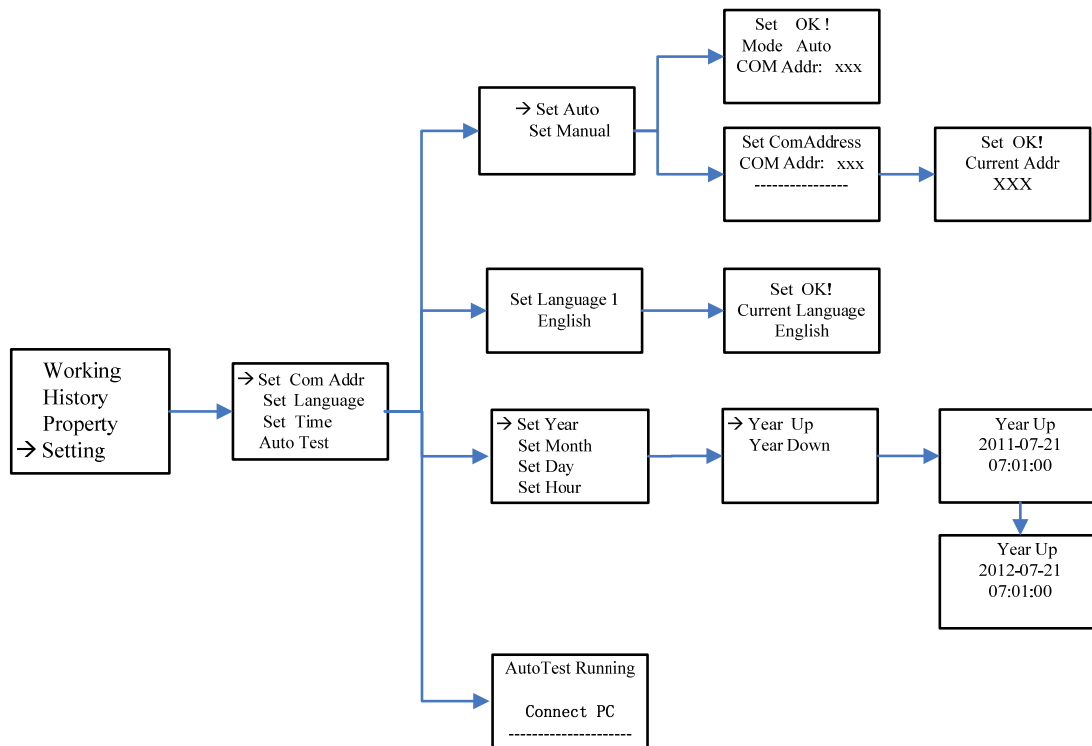 Working
History
Property
→ Setting
→ Set Com Addr
Set Language
Set Time
Auto Test
→ Set Auto
Set Manual
Set OK !
Mode Auto
COM Addr: xxx
Set ComAddress
COM Addr: xxx
----------------
Set OK!
Current Addr
XXX
Set Language 1
English
Set OK!
Current Language
English
→ Set Year
Set Month
Set Day
Set Hour
→ Year Up
Year Down
Year Up
2011-07-21
07:01:00
Year Up
2012-07-21
07:01:00
AutoTest Running
Connect PC
---------------------